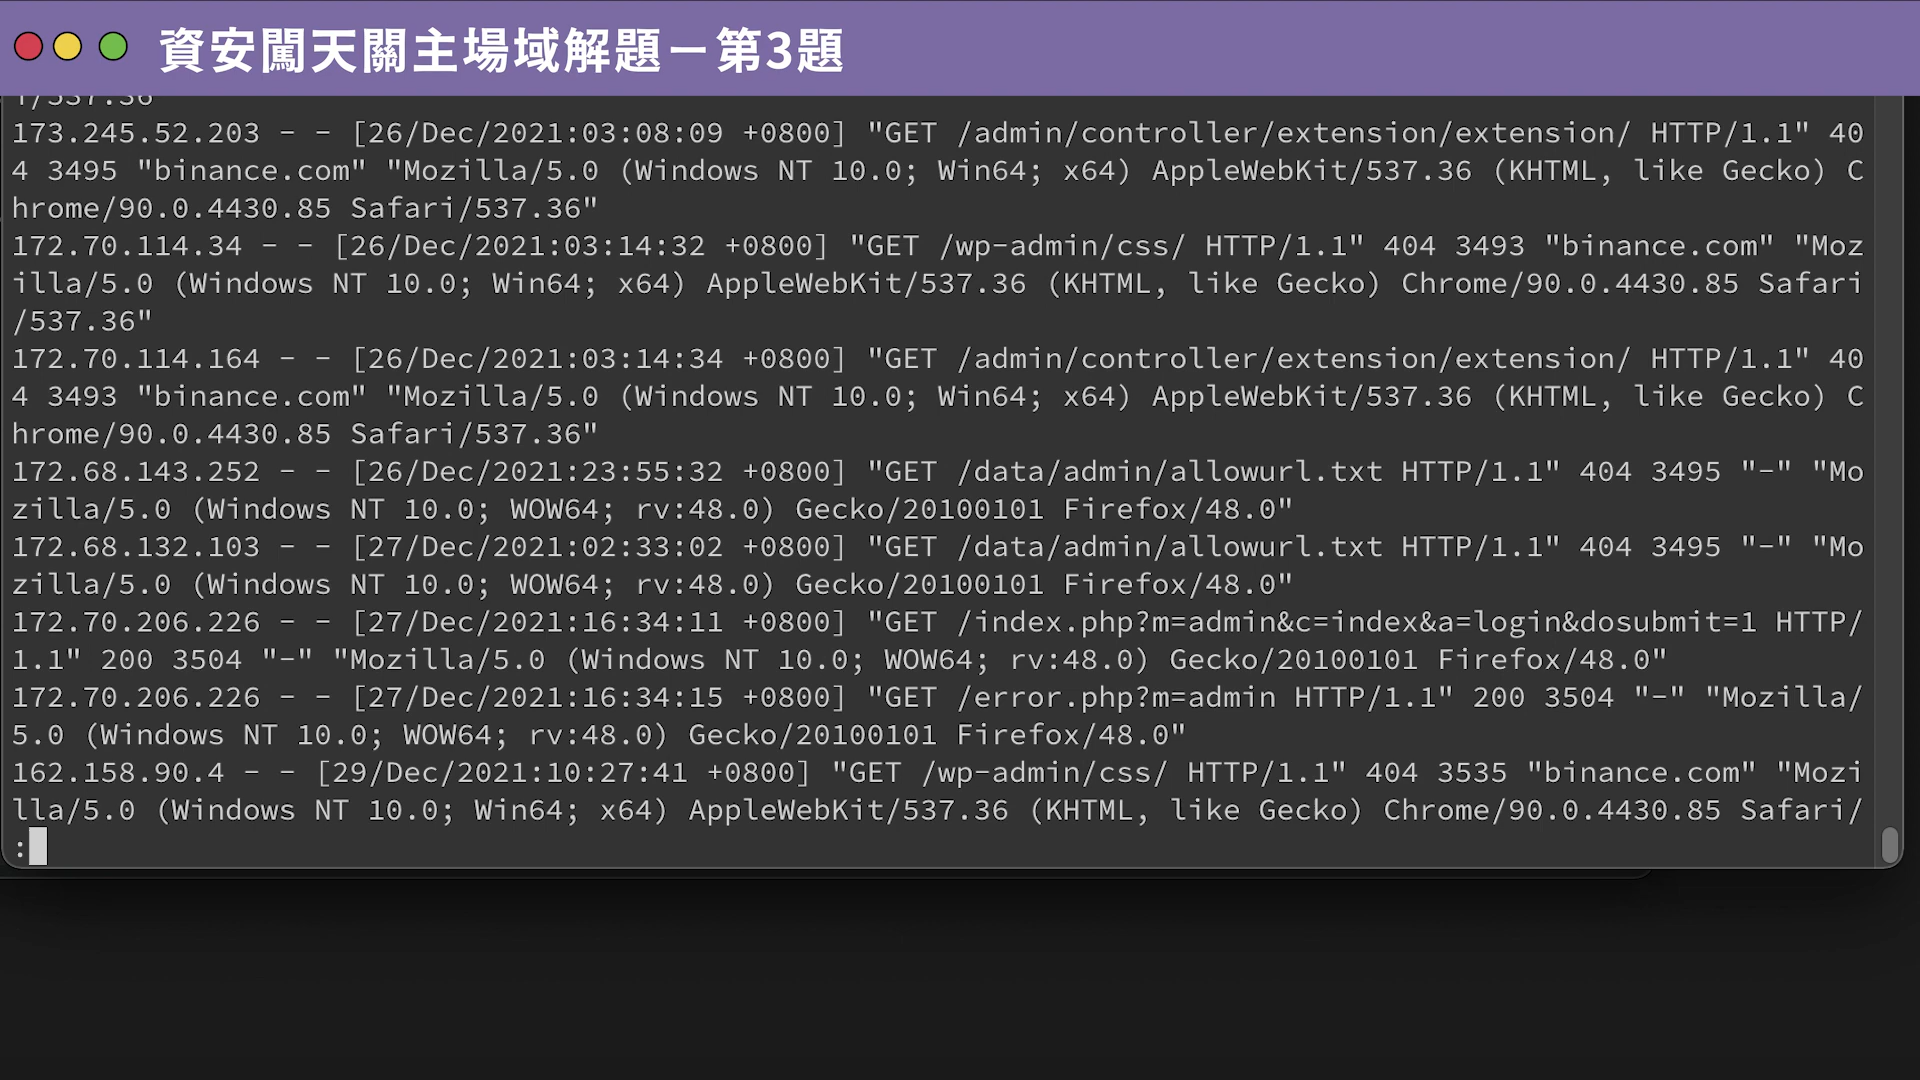 資安闖天關主場域解題－第3題
1/537.36
173.245.52.203 - - [26/Dec/2021:03:08:09 +0800] "GET /admin/controller/extension/extension/ HTTP/1.1" 40
4 3495 "binance.com" "Mozilla/5.0 (Windows NT 10.0; Win64; x64) AppleWebKit/537.36 (KHTML, like Gecko) C
hrome/90.0.4430.85 Safari/537.36"
172.70.114.34 - - [26/Dec/2021:03:14:32 +0800] "GET /wp-admin/css/ HTTP/1.1" 404 3493 "binance.com" "Moz
illa/5.0 (Windows NT 10.0; Win64; x64) AppleWebKit/537.36 (KHTML, like Gecko) Chrome/90.0.4430.85 Safari
/537.36"
172.70.114.164 - - [26/Dec/2021:03:14:34 +0800] "GET /admin/controller/extension/extension/ HTTP/1.1" 40
4 3493 "binance.com" "Mozilla/5.0 (Windows NT 10.0; Win64; x64) AppleWebKit/537.36 (KHTML, like Gecko) C
hrome/90.0.4430.85 Safari/537.36"
172.68.143.252 - - [26/Dec/2021:23:55:32 +0800] "GET /data/admin/allowurl.txt HTTP/1.1" 404 3495 "-" "Mo
zilla/5.0 (Windows NT 10.0; WOW64; rv:48.0) Gecko/20100101 Firefox/48.0"
172.68.132.103 - - [27/Dec/2021:02:33:02 +0800] "GET /data/admin/allowurl.txt HTTP/1.1" 404 3495 "-" "Mo
zilla/5.0 (Windows NT 10.0; WOW64; rv:48.0) Gecko/20100101 Firefox/48.0"
172.70.206.226 - - [27/Dec/2021:16:34:11 +0800] "GET /index.php?m=admin&c=index&a=login&dosubmit=1 HTTP/
1.1" 200 3504 "-" "Mozilla/5.0 (Windows NT 10.0; WOW64; rv:48.0) Gecko/20100101 Firefox/48.0"
172.70.206.226 - - [27/Dec/2021:16:34:15 +0800] "GET /error.php?m=admin HTTP/1.1" 200 3504 "-" "Mozilla/
5.0 (Windows NT 10.0; WOW64; rv:48.0) Gecko/20100101 Firefox/48.0"
162.158.90.4 - - [29/Dec/2021:10:27:41 +0800] "GET /wp-admin/css/ HTTP/1.1" 404 3535 "binance.com" "Mozi
lla/5.0 (Windows NT 10.0; Win64; x64) AppleWebKit/537.36 (KHTML, like Gecko) Chrome/90.0.4430.85 Safari/
: